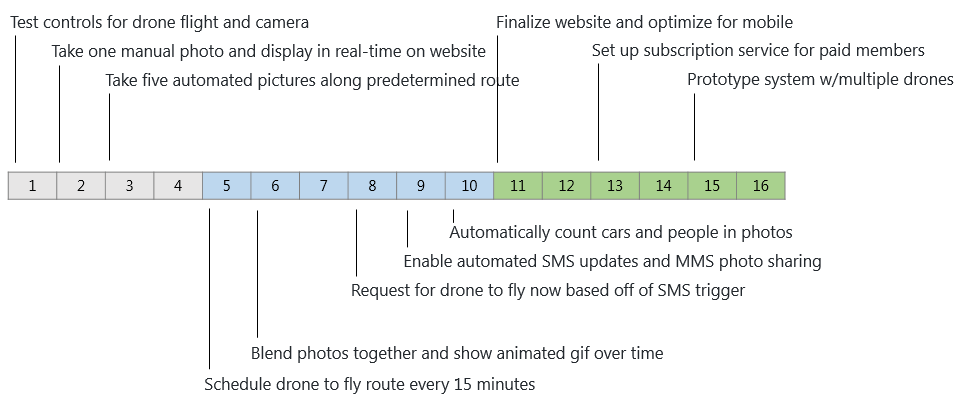 Test controls for drone flight and camera
Finalize website and optimize for mobile
Take one manual photo and display in real-time on website
Set up subscription service for paid members
Take five automated pictures along predetermined route
Prototype system w/multiple drones
1 2 3 4 5 6 7 8 9 10 11 12 13 14 15 16
Automatically count cars and people in photos
Enable automated SMS updates and MMS photo sharing
Request for drone to fly now based off of SMS trigger
Blend photos together and show animated gif over time
Schedule drone to fly route every 15 minutes